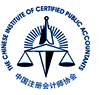 THE CHINESE INSTITUTE OF CERTIFIED PUBLIC ACCOUNTANTS
中国注册会计师协会